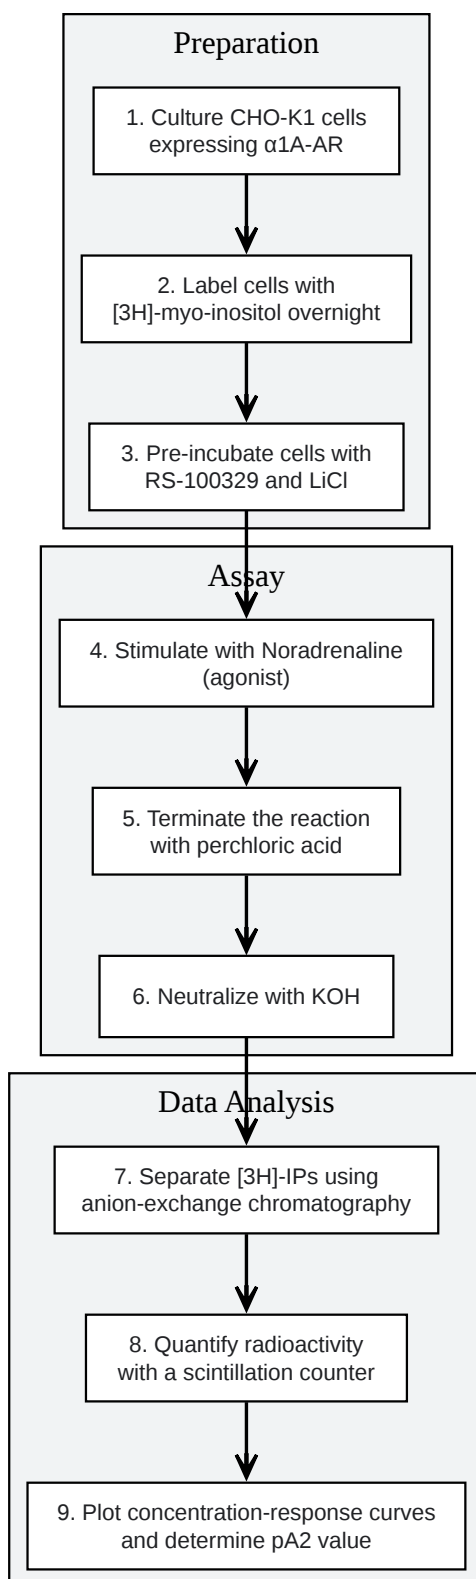 Preparation
1. Culture CHO-K1 cells
expressing α1A-AR
2. Label cells with
[3H]-myo-inositol overnight
3. Pre-incubate cells with
RS-100329 and LiCl
Assay
4. Stimulate with Noradrenaline
(agonist)
5. Terminate the reaction
with perchloric acid
6. Neutralize with KOH
Data Analysis
7. Separate [3H]-IPs using
anion-exchange chromatography
8. Quantify radioactivity
with a scintillation counter
9. Plot concentration-response curves
and determine pA2 value